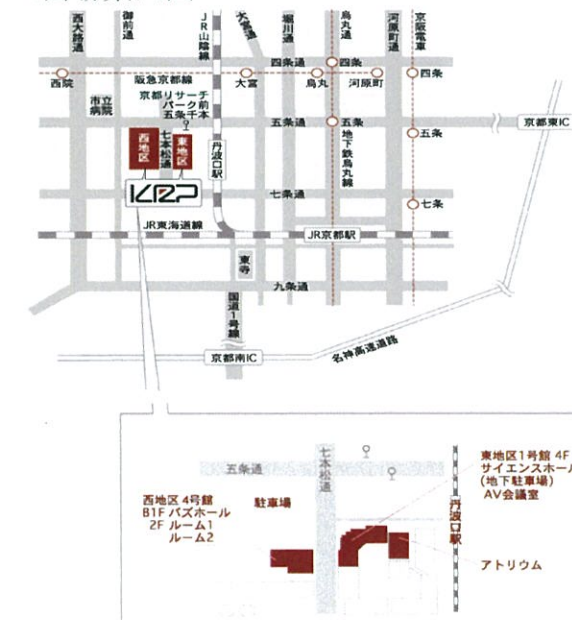 西大路通
御前通
JR山陰線
大宮通
堀川通
烏丸通
河原町通
京阪電車
四条通
四条
西院
阪急京都線
大宮
烏丸
河原町
四条
市立
病院
京都リサーチ
パーク前
五条千本
五条通
五条
五条
京都東IC
西地区
七本松通
東地区
丹波口駅
地下鉄烏丸線
KRP
七条通
七条
JR東海道線
JR京都駅
東寺
九条通
国道1号線
京都南IC
名神高速道路
五条通
七本松通
東地区1号館 4F
サイエンスホール
(地下駐車場)
AV会議室
西地区 4号館
B1F バズホール
2F ルーム1
ルーム2
駐車場
丹波口駅
アトリウム